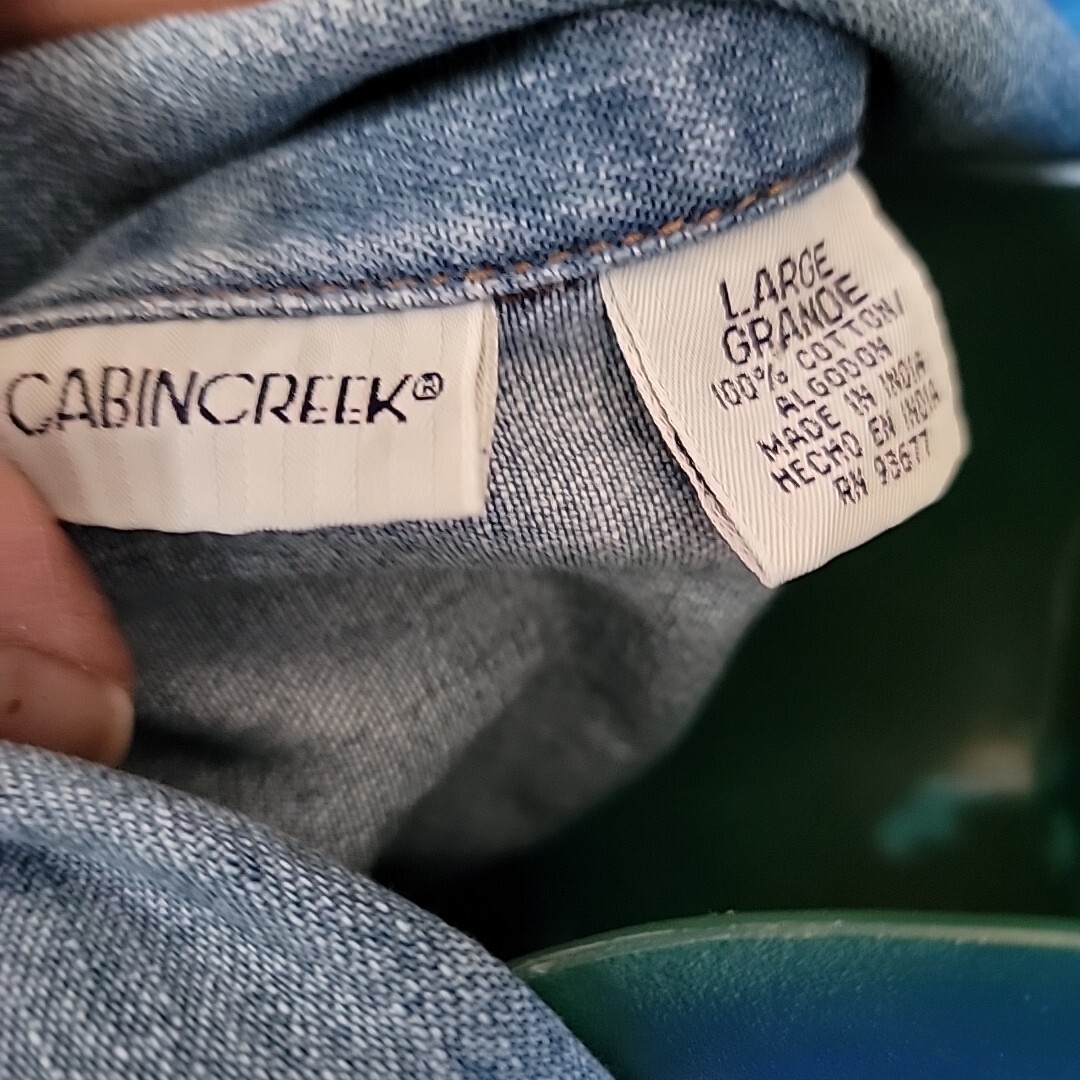 CABINCREEK®
LARGE
GRANDE
100% COTTON/
ALGODON
MADE IN INDIA
HECHO EN INDIA
RN 93677